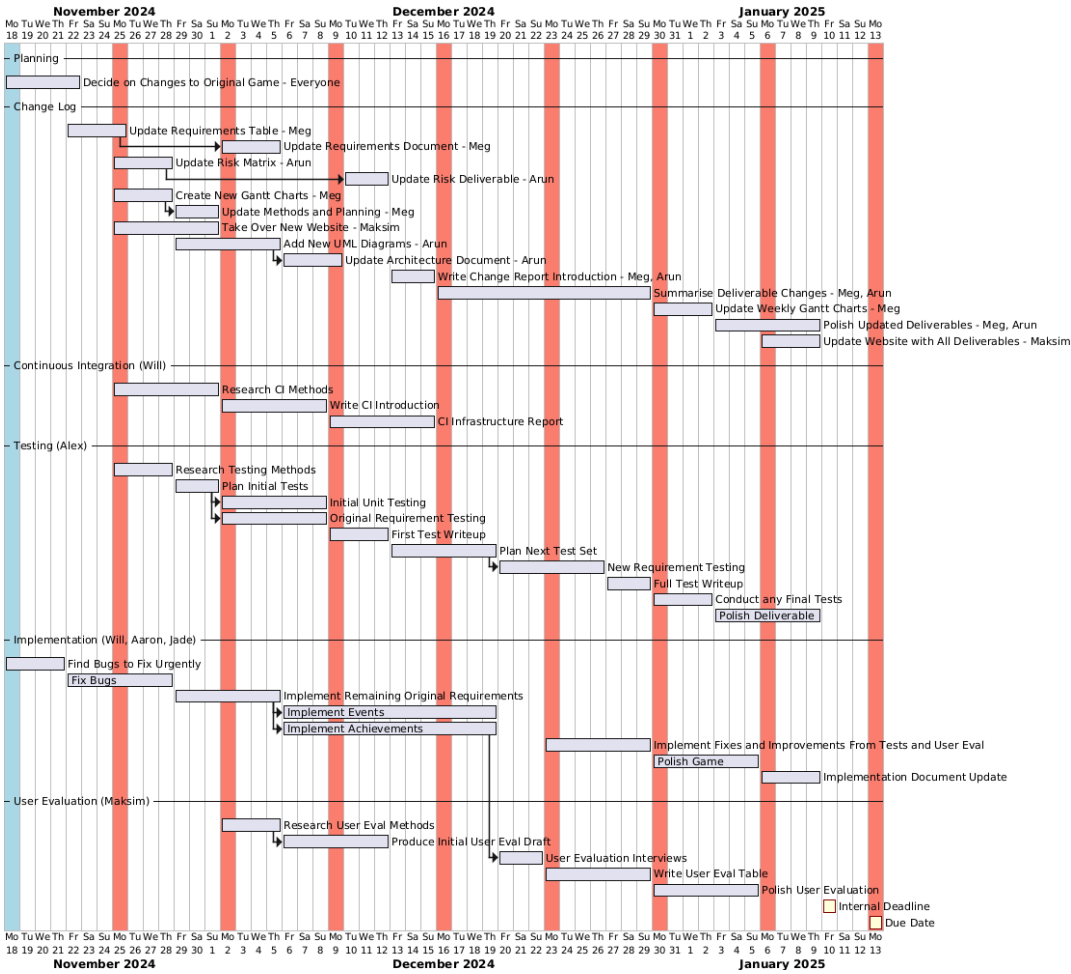 November 2024 December 2024 January 2025
Mo Tu We Th Fr Sa Su Mo Tu We Th Fr Sa Su Mo Tu We Th Fr Sa Su Mo Tu We Th Fr Sa Su Mo Tu We Th Fr Sa Su Mo Tu We Th Fr Sa Su Mo Tu We Th Fr Sa Su Mo Tu We Th Fr Sa Su Mo
18 19 20 21 22 23 24 25 26 27 28 29 30 1 2 3 4 5 6 7 8 9 10 11 12 13 14 15 16 17 18 19 20 21 22 23 24 25 26 27 28 29 30 31 1 2 3 4 5 6 7 8 9 10 11 12 13
Planning
Decide on Changes to Original Game - Everyone
Change Log
Update Requirements Table - Meg
Update Requirements Document - Meg
Update Risk Matrix - Arun
Update Risk Deliverable - Arun
Create New Gantt Charts - Meg
Update Methods and Planning - Meg
Take Over New Website - Maksim
Add New UML Diagrams - Arun
Update Architecture Document - Arun
Write Change Report Introduction - Meg, Arun
Summarise Deliverable Changes - Meg, Arun
Update Weekly Gantt Charts - Meg
Polish Updated Deliverables - Meg, Arun
Update Website with All Deliverables - Maksim
Continuous Integration (Will)
Research CI Methods
Write CI Introduction
CI Infrastructure Report
Testing (Alex)
Research Testing Methods
Plan Initial Tests
Initial Unit Testing
Original Requirement Testing
First Test Writeup
Plan Next Test Set
New Requirement Testing
Full Test Writeup
Conduct any Final Tests
Polish Deliverable
Implementation (Will, Aaron, Jade)
Find Bugs to Fix Urgently
Fix Bugs
Implement Remaining Original Requirements
Implement Events
Implement Achievements
Implement Fixes and Improvements From Tests and User Eval
Polish Game
Implementation Document Update
User Evaluation (Maksim)
Research User Eval Methods
Produce Initial User Eval Draft
User Evaluation Interviews
Write User Eval Table
Polish User Evaluation
Internal Deadline
Due Date
Mo Tu We Th Fr Sa Su Mo Tu We Th Fr Sa Su Mo Tu We Th Fr Sa Su Mo Tu We Th Fr Sa Su Mo Tu We Th Fr Sa Su Mo Tu We Th Fr Sa Su Mo Tu We Th Fr Sa Su Mo Tu We Th Fr Sa Su Mo
18 19 20 21 22 23 24 25 26 27 28 29 30 1 2 3 4 5 6 7 8 9 10 11 12 13 14 15 16 17 18 19 20 21 22 23 24 25 26 27 28 29 30 31 1 2 3 4 5 6 7 8 9 10 11 12 13
November 2024 December 2024 January 2025